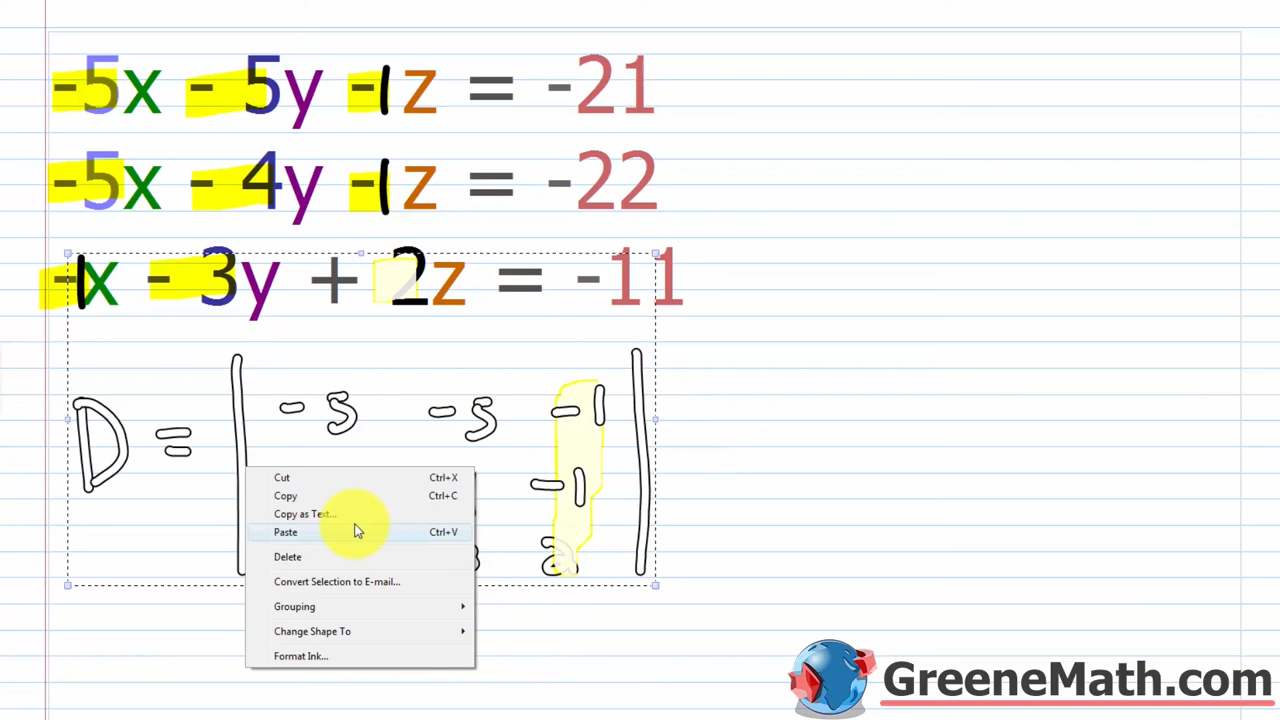 -5x - 5y -1z = -21
-5x - 4y -1z = -22
-1x - 3y + 2z = -11
D = | -5 -5 -1 |
-1
2
Cut Ctrl+X
Copy Ctrl+C
Copy as Text...
Paste Ctrl+V
Delete
Convert Selection to E-mail...
Grouping
Change Shape To
Format Ink...
GreeneMath.com